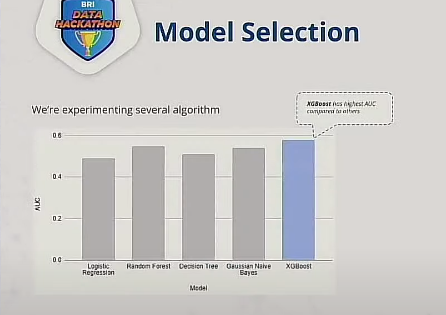 BRI
DATA
HACKATHON
Model Selection
We're experimenting several algorithm
XGBoost has highest AUC
compared to others
0.6
0.4
0.2
0.0
AUC
Logistic
Regression
Random Forest
Decision Tree
Gaussian Naive
Bayes
XGBoost
Model